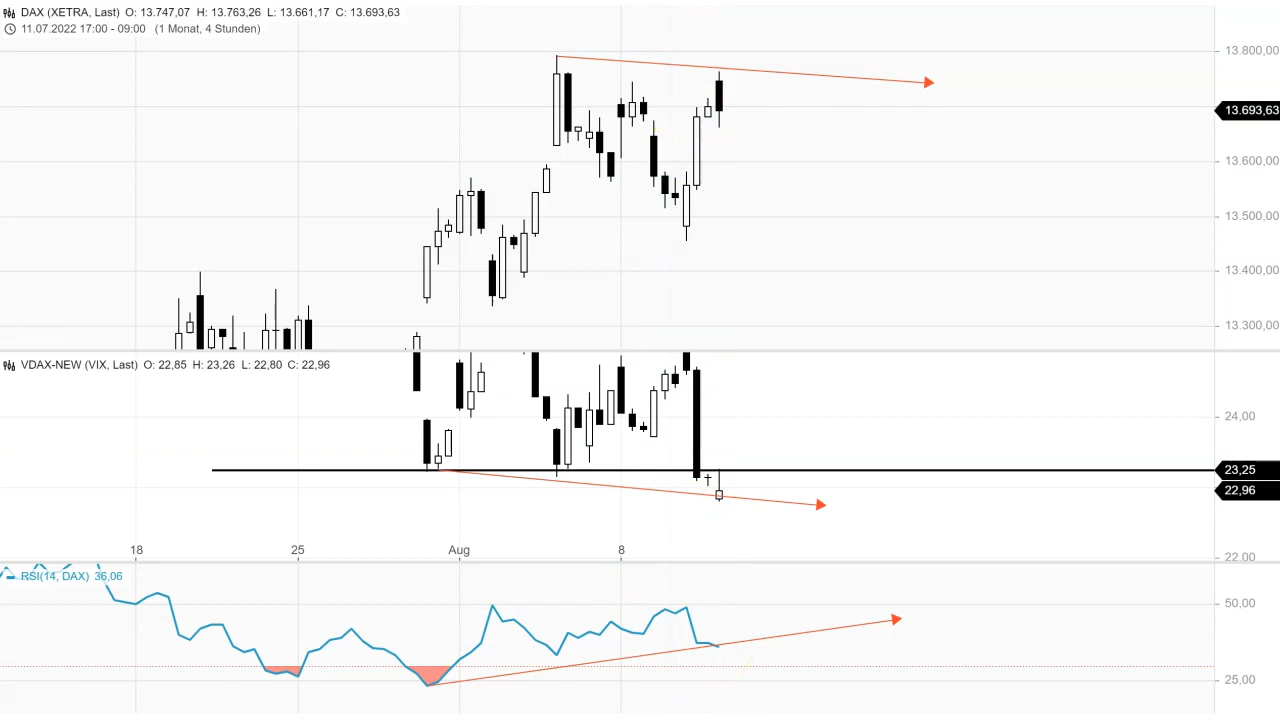 DAX (XETRA, Last) O: 13.747,07 H: 13.763,26 L: 13.661,17 C: 13.693,63
11.07.2022 17:00 - 09:00 (1 Monat, 4 Stunden)
13.800,00
13.693,63
13.600,00
13.500,00
13.400,00
13.300,00
VDAX-NEW (VIX, Last) O: 22,85 H: 23,26 L: 22,80 C: 22,96
24,00
23,25
22,96
22,00
18 25 Aug 8
RSI(14, DAX) 36,06
50,00
25,00